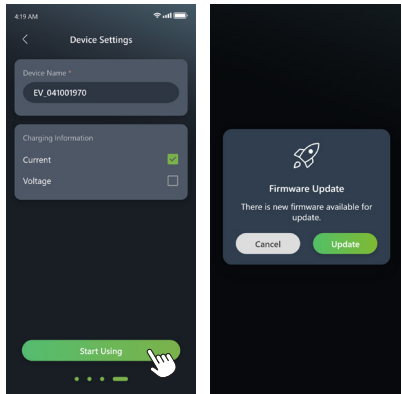 4:19 AM
Device Settings
Device Name *
EV_041001970
Charging Information
Current
Voltage
Start Using
Firmware Update
There is new firmware available for
update.
Cancel
Update